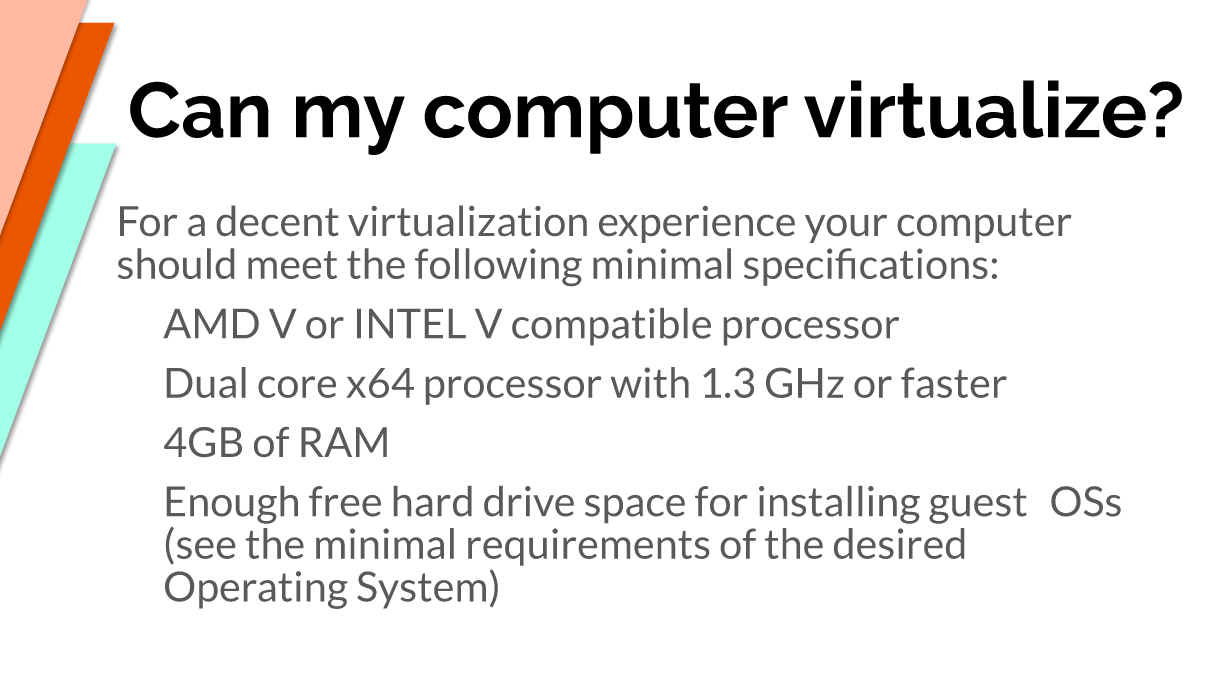 Can my computer virtualize?
For a decent virtualization experience your computer
should meet the following minimal specifications:
AMD V or INTEL V compatible processor
Dual core x64 processor with 1.3 GHz or faster
4GB of RAM
Enough free hard drive space for installing guest OSs
(see the minimal requirements of the desired
Operating System)